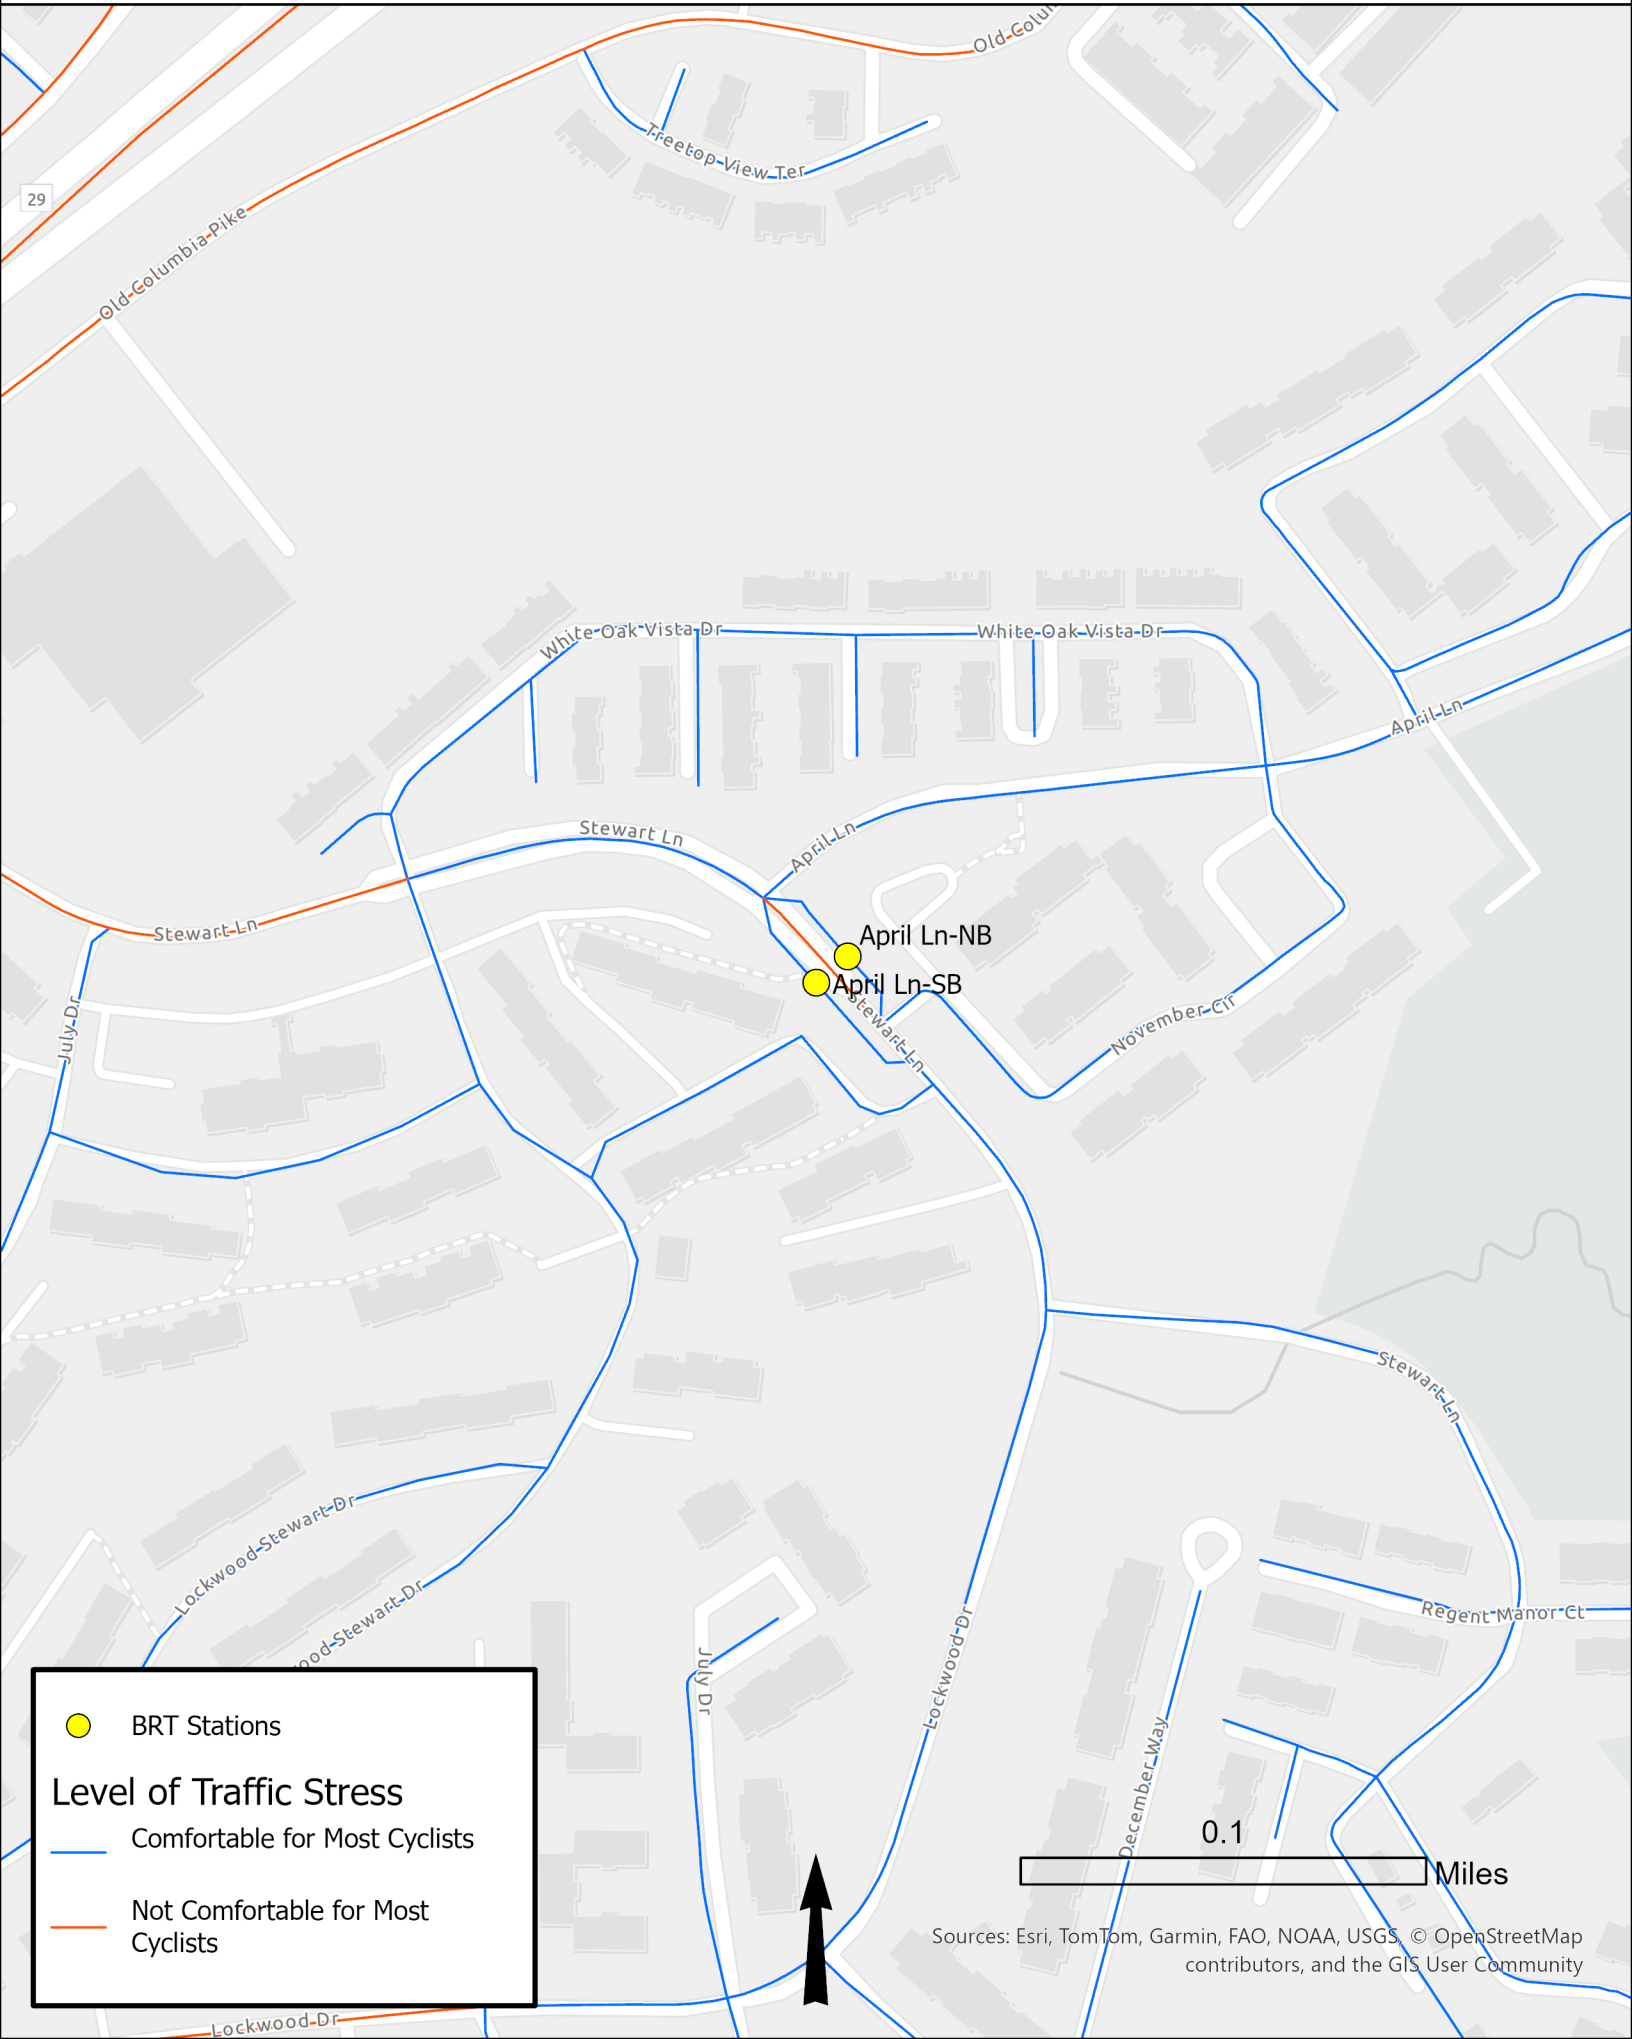 Old Colum
29
Treetop View Ter
Old Columbia Pike
White Oak Vista Dr
White Oak Vista Dr
April Ln
Stewart Ln
April Ln
Stewart Ln
April Ln-NB
April Ln-SB
Stewart Ln
July Dr
November Cir
Stewart Ln
Lockwood Stewart Dr
ood Stewart Dr
Regent Manor Ct
July Dr
Lockwood Dr
December Way
BRT Stations
Level of Traffic Stress
Comfortable for Most Cyclists
Not Comfortable for Most
Cyclists
0.1
Miles
Sources: Esri, TomTom, Garmin, FAO, NOAA, USGS, © OpenStreetMap
contributors, and the GIS User Community
Lockwood Dr